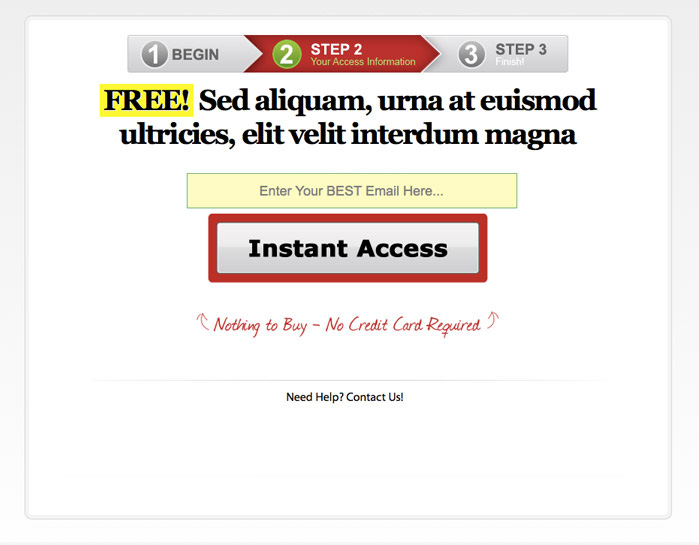 1 BEGIN
2 STEP 2
Your Access Information
3 STEP 3
Finish!
FREE! Sed aliquam, urna at euismod
ultricies, elit velit interdum magna
Enter Your BEST Email Here...
Instant Access
Nothing to Buy – No Credit Card Required
Need Help? Contact Us!